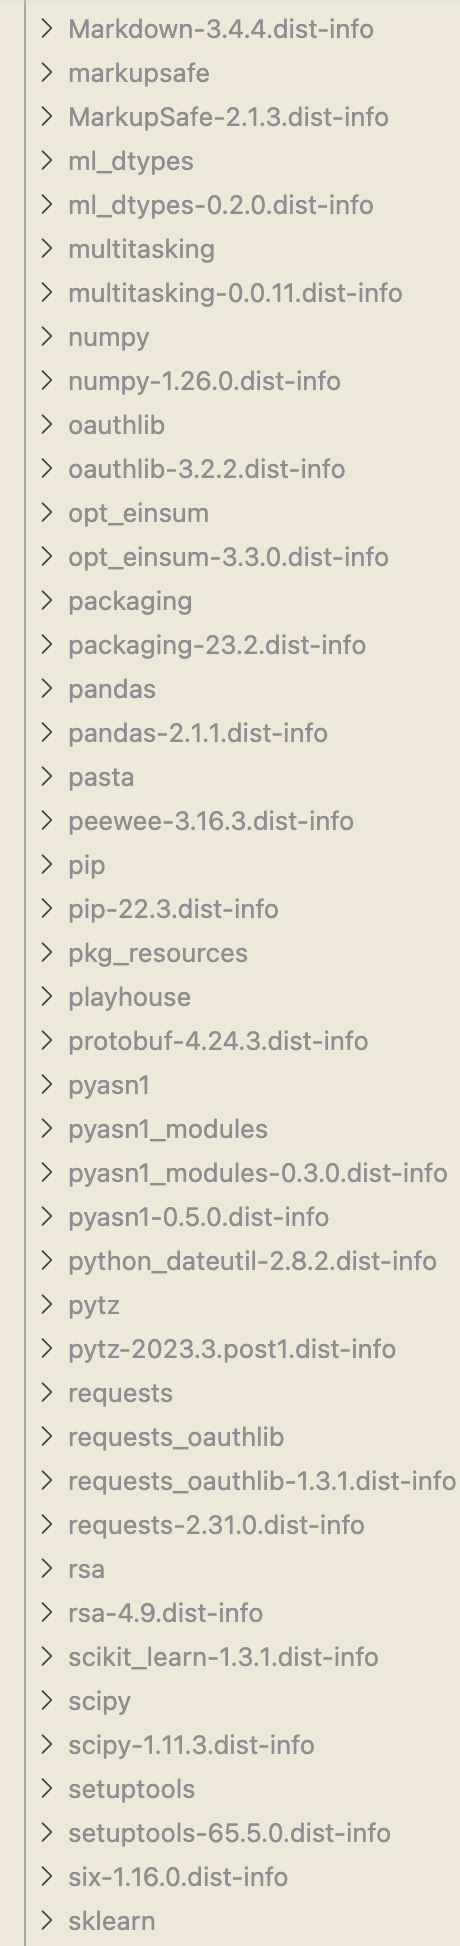 Markdown-3.4.4.dist-info
markupsafe
MarkupSafe-2.1.3.dist-info
ml_dtypes
ml_dtypes-0.2.0.dist-info
multitasking
multitasking-0.0.11.dist-info
numpy
numpy-1.26.0.dist-info
oauthlib
oauthlib-3.2.2.dist-info
opt_einsum
opt_einsum-3.3.0.dist-info
packaging
packaging-23.2.dist-info
pandas
pandas-2.1.1.dist-info
pasta
peewee-3.16.3.dist-info
pip
pip-22.3.dist-info
pkg_resources
playhouse
protobuf-4.24.3.dist-info
pyasn1
pyasn1_modules
pyasn1_modules-0.3.0.dist-info
pyasn1-0.5.0.dist-info
python_dateutil-2.8.2.dist-info
pytz
pytz-2023.3.post1.dist-info
requests
requests_oauthlib
requests_oauthlib-1.3.1.dist-info
requests-2.31.0.dist-info
rsa
rsa-4.9.dist-info
scikit_learn-1.3.1.dist-info
scipy
scipy-1.11.3.dist-info
setuptools
setuptools-65.5.0.dist-info
six-1.16.0.dist-info
sklearn